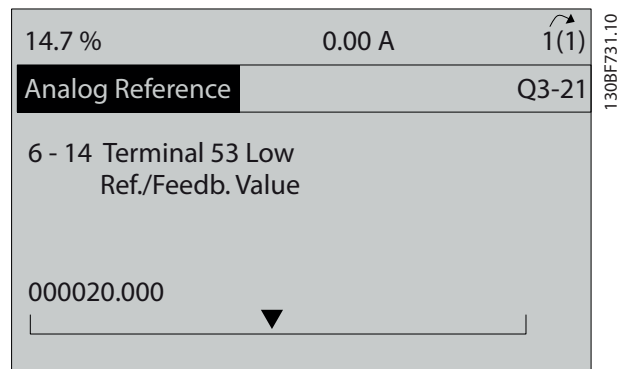 14.7 % 0.00 A 1(1)
Analog Reference Q3-21
6 - 14 Terminal 53 Low
Ref./Feedb. Value
000020.000
130BF731.10